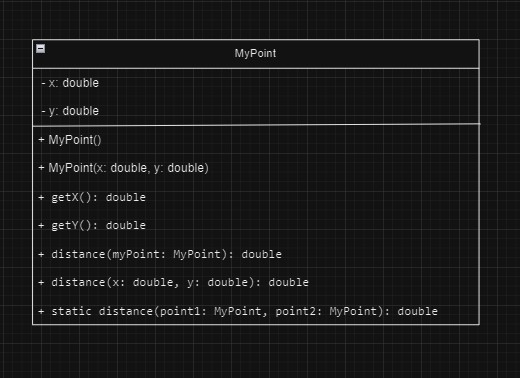 MyPoint
- x: double
- y: double
+ MyPoint()
+ MyPoint(x: double, y: double)
+ getX(): double
+ getY(): double
+ distance(myPoint: MyPoint): double
+ distance(x: double, y: double): double
+ static distance(point1: MyPoint, point2: MyPoint): double